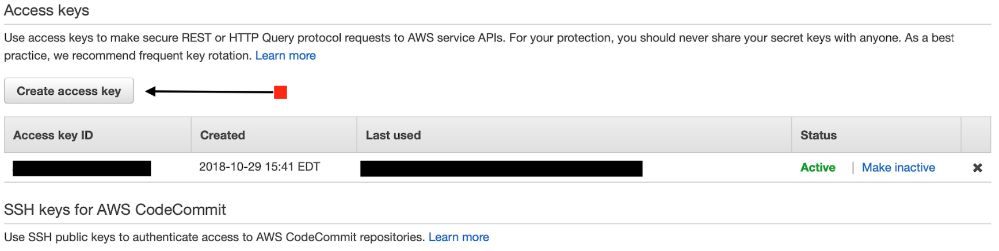 Access keys
Use access keys to make secure REST or HTTP Query protocol requests to AWS service APIs. For your protection, you should never share your secret keys with anyone. As a best
practice, we recommend frequent key rotation. Learn more
Create access key
Access key ID Created Last used Status
2018-10-29 15:41 EDT Active | Make inactive
SSH keys for AWS CodeCommit
Use SSH public keys to authenticate access to AWS CodeCommit repositories. Learn more